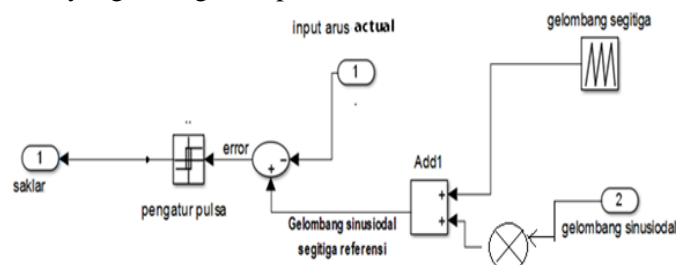 input arus actual
gelombang segitiga
1
error
Add1
1
saklar
pengatur pulsa
Gelombang sinusiodal
segitiga referensi
2
gelombang sinusiodal